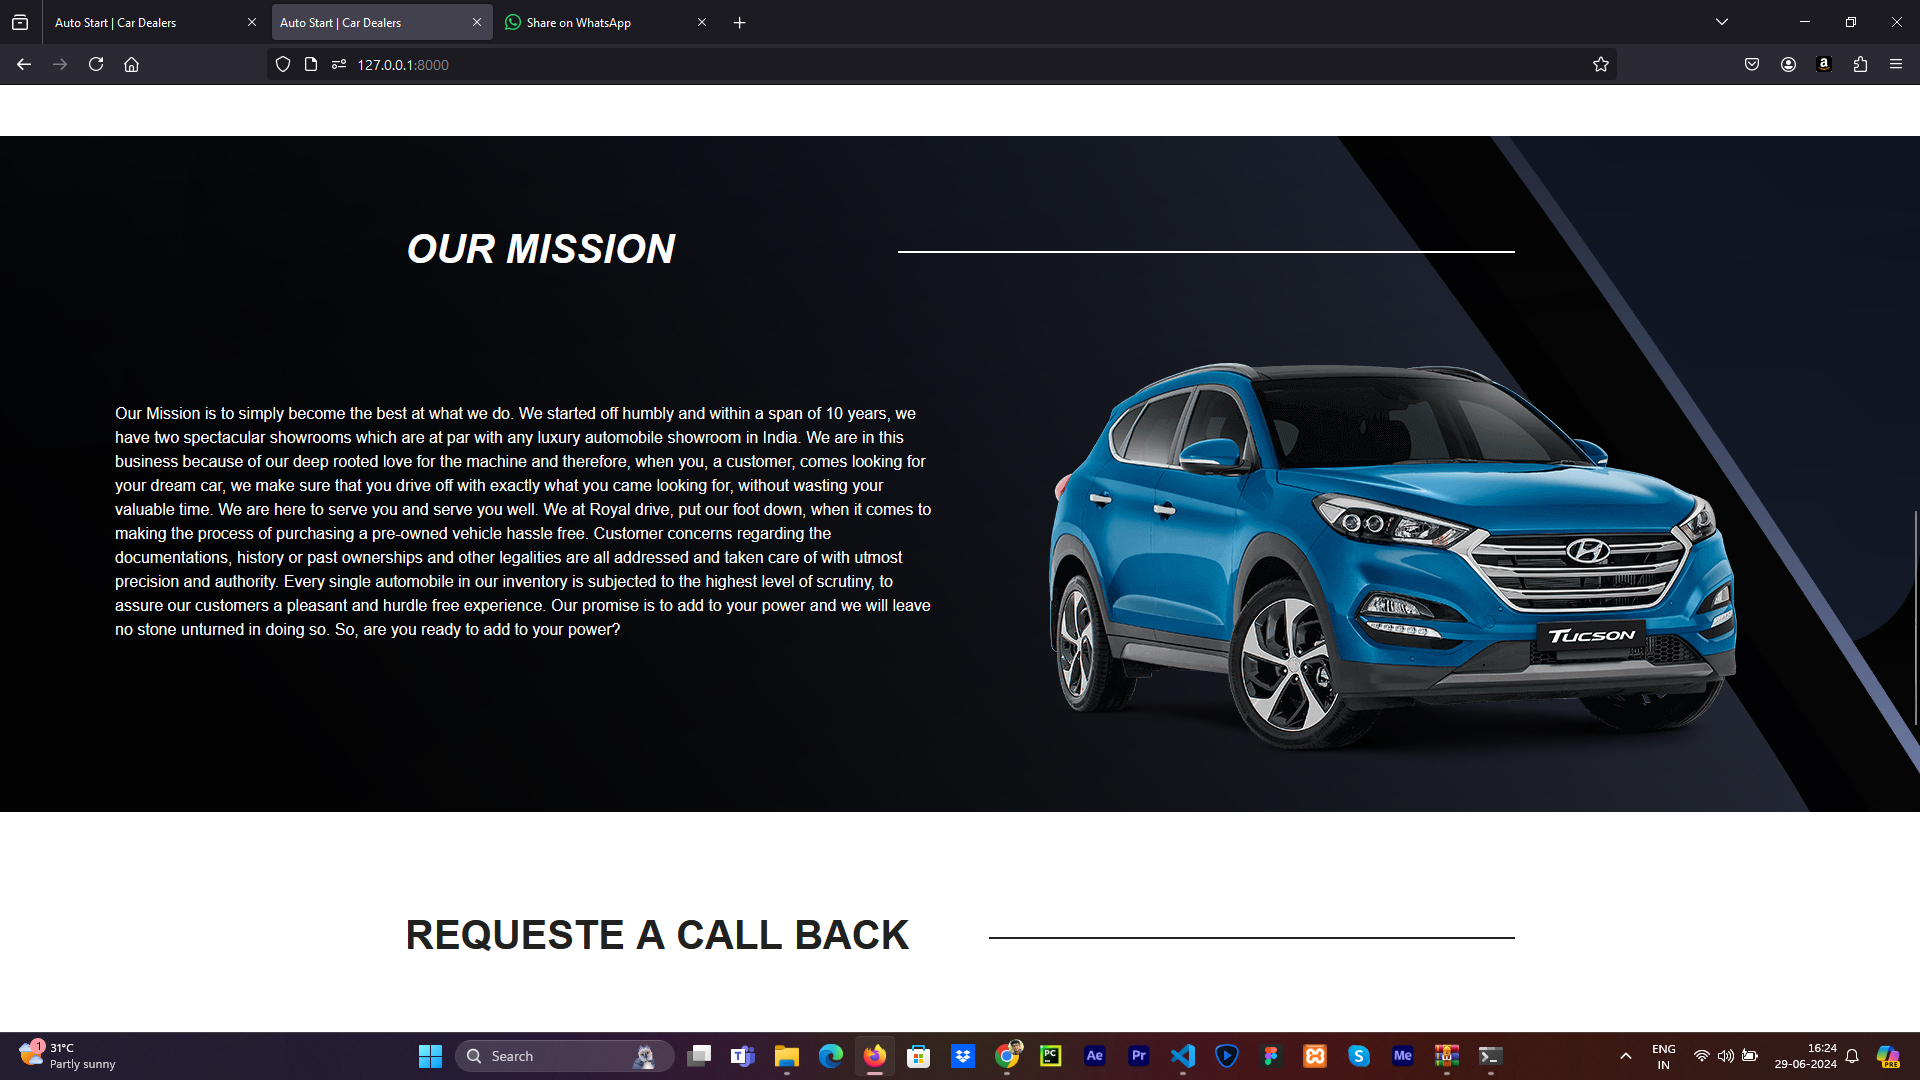 Auto Start | Car Dealers
Auto Start | Car Dealers
Share on WhatsApp
127.0.0.1:8000
OUR MISSION
Our Mission is to simply become the best at what we do. We started off humbly and within a span of 10 years, we
have two spectacular showrooms which are at par with any luxury automobile showroom in India. We are in this
business because of our deep rooted love for the machine and therefore, when you, a customer, comes looking for
your dream car, we make sure that you drive off with exactly what you came looking for, without wasting your
valuable time. We are here to serve you and serve you well. We at Royal drive, put our foot down, when it comes to
making the process of purchasing a pre-owned vehicle hassle free. Customer concerns regarding the
documentations, history or past ownerships and other legalities are all addressed and taken care of with utmost
precision and authority. Every single automobile in our inventory is subjected to the highest level of scrutiny, to
assure our customers a pleasant and hurdle free experience. Our promise is to add to your power and we will leave
no stone unturned in doing so. So, are you ready to add to your power?
TUCSON
REQUESTE A CALL BACK
1
31°C
Partly sunny
Search
PC
Ae
Pr
Me
ENG
IN
16:24
29-06-2024
PRE